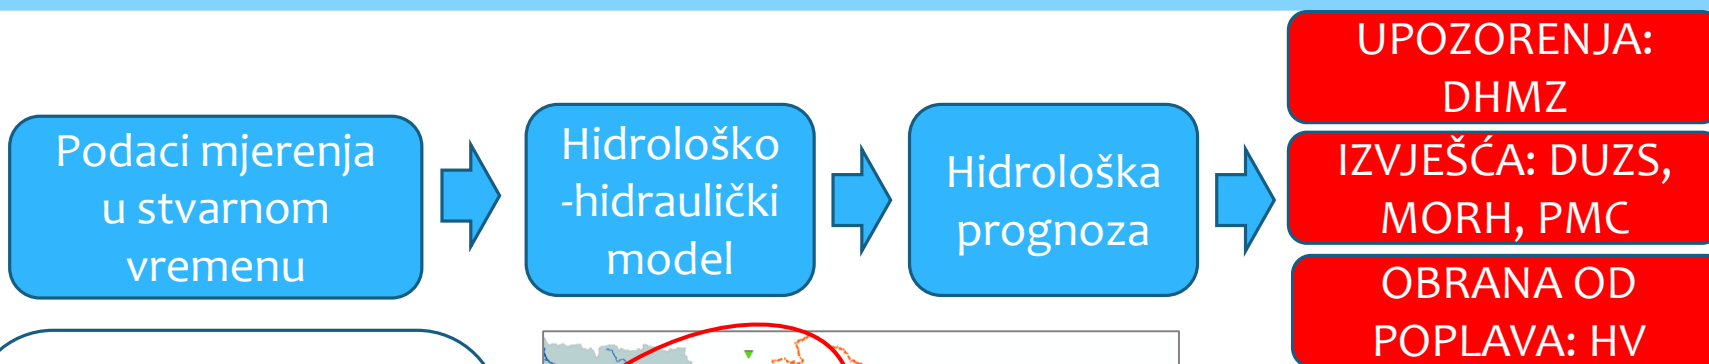 Podaci mjerenja
u stvarnom
vremenu
Hidrološko
-hidraulički
model
Hidrološka
prognoza
UPOZORENJA:
DHMZ
IZVJEŠĆA: DUZS,
MORH, PMC
OBRANA OD
POPLAVA: HV